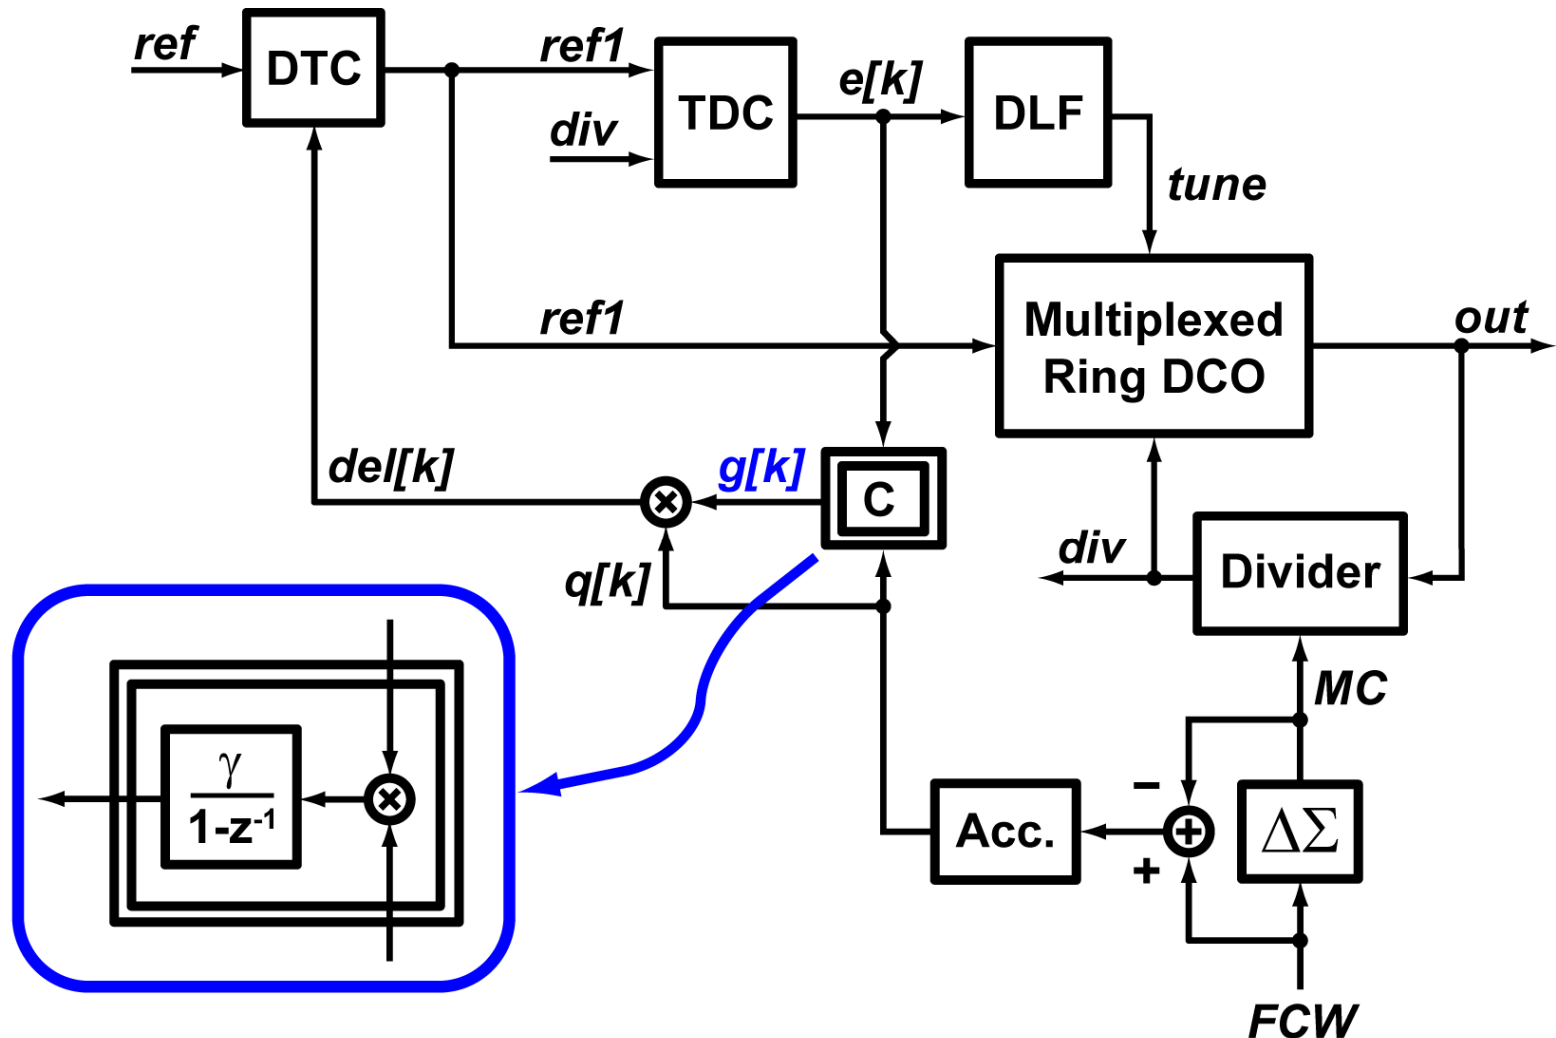 ref
DTC
ref1
div
TDC
e[k]
DLF
tune
ref1
Multiplexed
Ring DCO
out
del[k]
g[k]
C
q[k]
div
Divider
MC
γ
1-z⁻¹
Acc.
−
+
+
ΔΣ
FCW